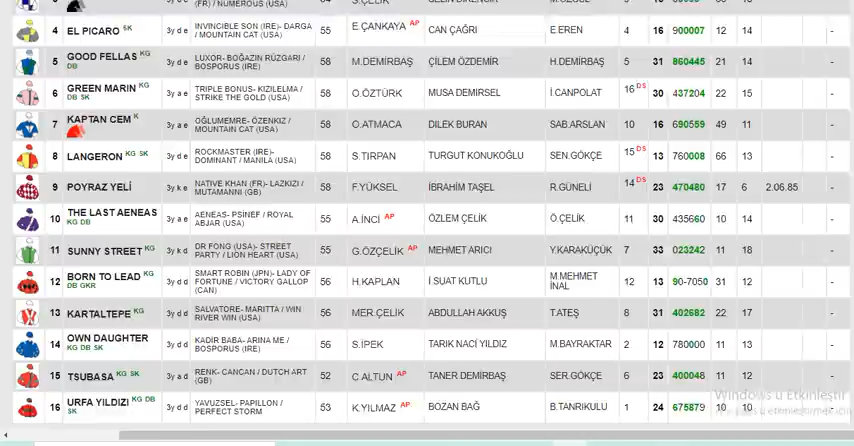 (FR) / NUMEROUS (USA)
4 EL PICARO SK 3y d e INVINCIBLE SON (IRE)- DARGA / MOUNTAIN CAT (USA) 55 E.ÇANKAYA AP CAN ÇAĞRI E.EREN 4 16 900007 12 14 -
5 GOOD FELLAS KG DB 3y d e LUXOR- BOĞAZIN RÜZGARI / BOSPORUS (IRE) 58 M.DEMİRBAŞ ÇİLEM ÖZDEMİR H.DEMİRBAŞ 5 31 860445 21 14 -
6 GREEN MARIN KG DB SK 3y a e TRIPLE BONUS- KIZILELMA / STRIKE THE GOLD (USA) 58 O.ÖZTÜRK MUSA DEMIRSEL İ.CANPOLAT 16 DS 30 437204 22 15 -
7 KAPTAN CEM K 3y a e OĞLUMEMRE- ÖZENKIZ / MOUNTAIN CAT (USA) 58 O.ATMACA DILEK BURAN SAB.ARSLAN 10 16 690559 49 11 -
8 LANGERON KG SK 3y d e ROCKMASTER (IRE)- DOMINANT / MANILA (USA) 58 S.TIRPAN TURGUT KONUKOĞLU SEN.GÖKÇE 15 DS 13 760008 66 13 -
9 POYRAZ YELİ 3y k e NATIVE KHAN (FR)- LAZKIZI / MUTAMANNI (GB) 58 F.YÜKSEL İBRAHİM TAŞEL R.GÜNELİ 14 DS 23 470480 17 6 2.06.85 -
10 THE LAST AENEAS KG DB 3y a e AENEAS- PSINEF / ROYAL ABJAR (USA) 55 A.İNCİ AP ÖZLEM ÇELİK Ö.ÇELİK 11 30 435660 10 14 -
11 SUNNY STREET KG 3y k d DR FONG (USA)- STREET PARTY / LION HEART (USA) 55 G.ÖZÇELİK AP MEHMET ARICI Y.KARAKÜÇÜK 7 33 023242 11 18 -
12 BORN TO LEAD KG DB GKR 3y d d SMART ROBIN (JPN)- LADY OF FORTUNE / VICTORY GALLOP (CAN) 56 H.KAPLAN İ.SUAT KUTLU M.MEHMET İNAL 12 13 90-7050 31 12 -
13 KARTALTEPE KG 3y d d SALVATORE- MARITTA / WIN RIVER WIN (USA) 56 MER.ÇELİK ABDULLAH AKKUŞ T.ATEŞ 8 31 402682 22 17 -
14 OWN DAUGHTER KG DB SK 3y d d KADIR BABA- ARINA ME / BOSPORUS (IRE) 56 S.İPEK TARIK NACİ YILDIZ M.BAYRAKTAR 2 12 780000 11 13 -
15 TSUBASA KG SK 3y a d RENK- CANCAN / DUTCH ART (GB) 52 C.ALTUN AP TANER DEMİRBAŞ SER.GÖKÇE 6 23 400048 11 12 -
16 URFA YILDIZI KG DB SK 3y d d YAVUZSEL- PAPILLON / PERFECT STORM 53 K.YILMAZ AP BOZAN BAĞ B.TANRIKULU 1 24 675879 10 10 -
Windows'u Etkinleştir